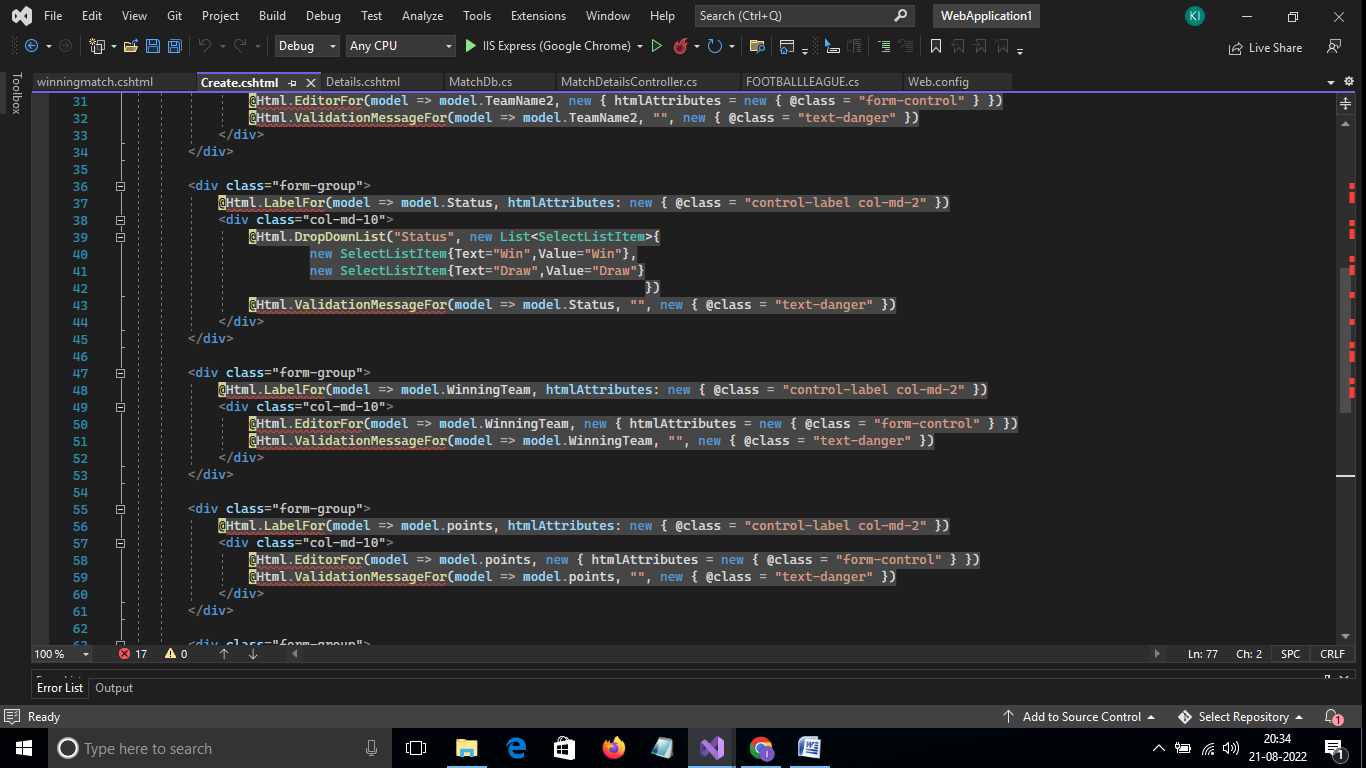 File Edit View Git Project Build Debug Test Analyze Tools Extensions Window Help Search (Ctrl+Q) WebApplication1 KI
Debug Any CPU IIS Express (Google Chrome) Live Share
Toolbox
winningmatch.cshtml Create.cshtml Details.cshtml MatchDb.cs MatchDetailsController.cs FOOTBALLLEAGUE.cs Web.config
31 @Html.EditorFor(model => model.TeamName2, new { htmlAttributes = new { @class = "form-control" } })
32 @Html.ValidationMessageFor(model => model.TeamName2, "", new { @class = "text-danger" })
33 </div>
34 </div>
35
36 <div class="form-group">
37 @Html.LabelFor(model => model.Status, htmlAttributes: new { @class = "control-label col-md-2" })
38 <div class="col-md-10">
39 @Html.DropDownList("Status", new List<SelectListItem>{
40 new SelectListItem{Text="Win",Value="Win"},
41 new SelectListItem{Text="Draw",Value="Draw"}
42 })
43 @Html.ValidationMessageFor(model => model.Status, "", new { @class = "text-danger" })
44 </div>
45 </div>
46
47 <div class="form-group">
48 @Html.LabelFor(model => model.WinningTeam, htmlAttributes: new { @class = "control-label col-md-2" })
49 <div class="col-md-10">
50 @Html.EditorFor(model => model.WinningTeam, new { htmlAttributes = new { @class = "form-control" } })
51 @Html.ValidationMessageFor(model => model.WinningTeam, "", new { @class = "text-danger" })
52 </div>
53 </div>
54
55 <div class="form-group">
56 @Html.LabelFor(model => model.points, htmlAttributes: new { @class = "control-label col-md-2" })
57 <div class="col-md-10">
58 @Html.EditorFor(model => model.points, new { htmlAttributes = new { @class = "form-control" } })
59 @Html.ValidationMessageFor(model => model.points, "", new { @class = "text-danger" })
60 </div>
61 </div>
62
63 <div class="form-group">
100 % 17 0 Ln: 77 Ch: 2 SPC CRLF
Error List Output
Ready Add to Source Control Select Repository 1
Type here to search 20:34
21-08-2022 1